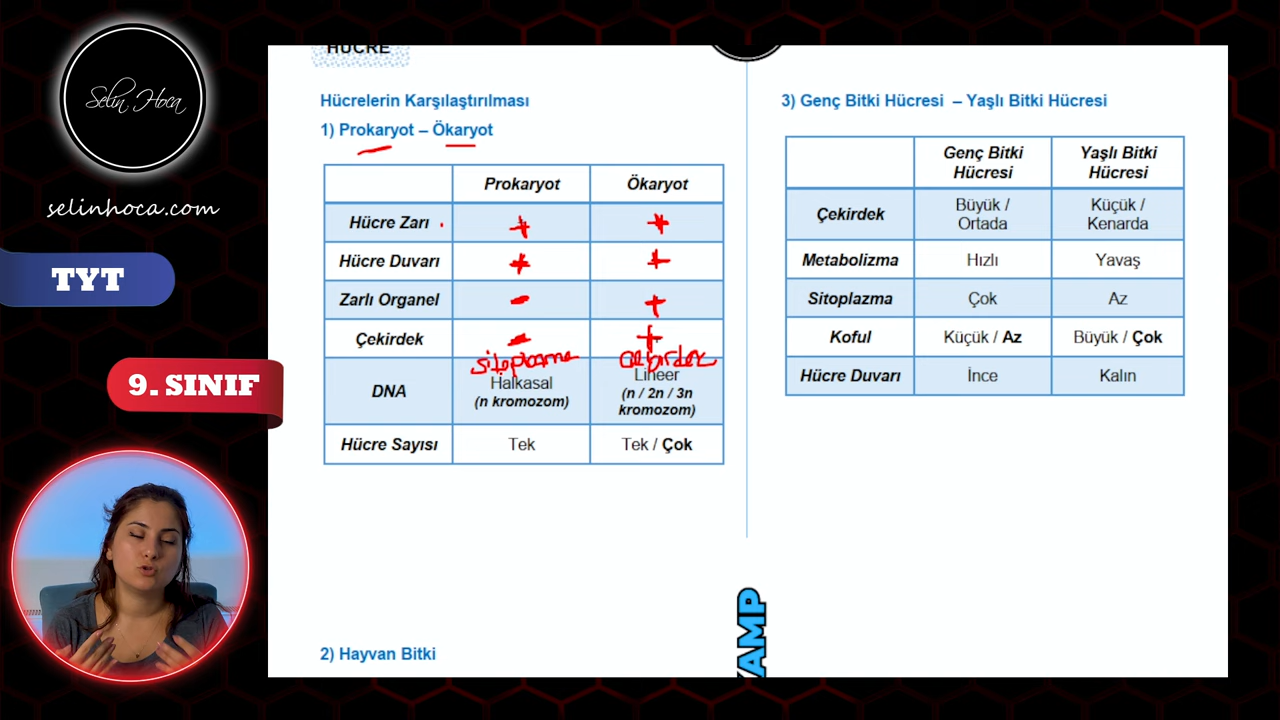 Selin Hoca
selinhoca.com
TYT
9. SINIF
HÜCRE
Hücrelerin Karşılaştırılması
1) Prokaryot – Ökaryot
Prokaryot Ökaryot
Hücre Zarı + +
Hücre Duvarı + +
Zarlı Organel - +
Çekirdek - +
sitoplazma çekirdek
DNA Halkasal Lineer
(n kromozom) (n / 2n / 3n
kromozom)
Hücre Sayısı Tek Tek / Çok
2) Hayvan Bitki
3) Genç Bitki Hücresi – Yaşlı Bitki Hücresi
Genç Bitki Yaşlı Bitki
Hücresi Hücresi
Çekirdek Büyük / Küçük /
Ortada Kenarda
Metabolizma Hızlı Yavaş
Sitoplazma Çok Az
Koful Küçük / Az Büyük / Çok
Hücre Duvarı İnce Kalın
YAMP